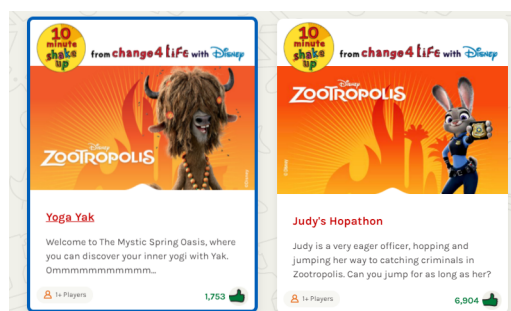 10
minute
shake
up
from change4life with Disney
Disney
ZOOTROPOLIS
Yoga Yak
Welcome to The Mystic Spring Oasis, where
you can discover your inner yogi with Yak.
Ommmmmmmmmmm...
1+ Players
1,753
10
minute
shake
up
from change4life with Disney
Disney
ZOOTROPOLIS
Judy's Hopathon
Judy is a very eager officer, hopping and
jumping her way to catching criminals in
Zootropolis. Can you jump for as long as her?
1+ Players
6,904